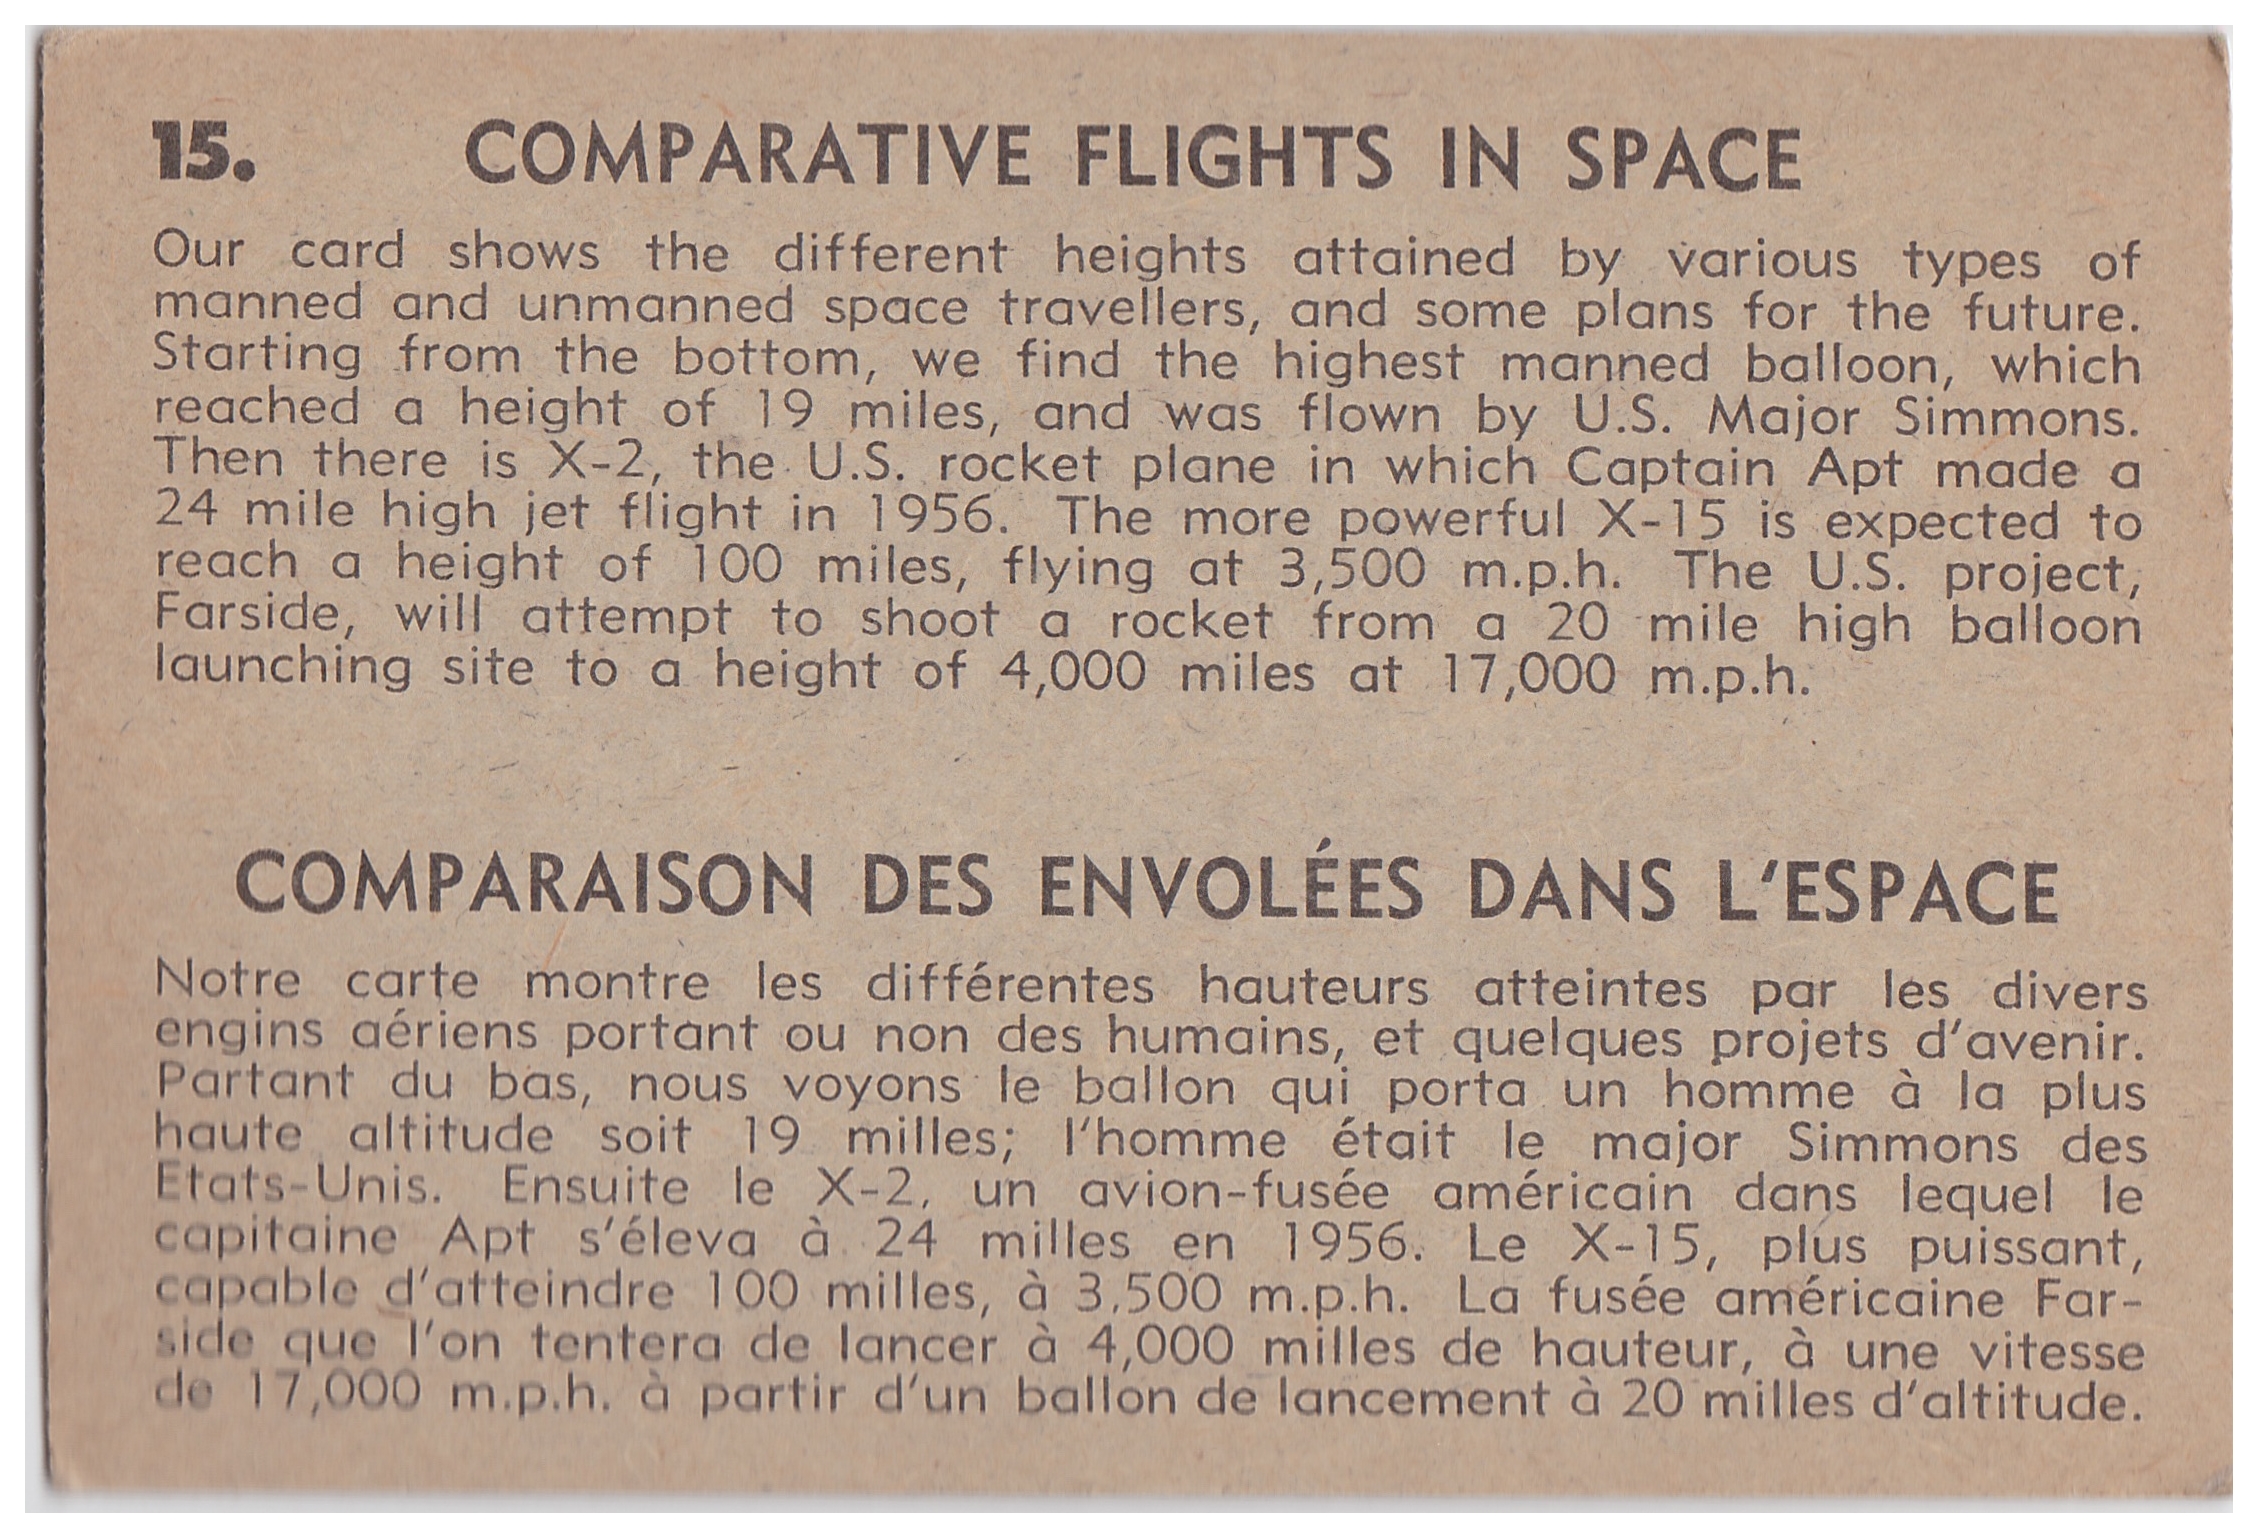 15. COMPARATIVE FLIGHTS IN SPACE
Our card shows the different heights attained by various types of
manned and unmanned space travellers, and some plans for the future.
Starting from the bottom, we find the highest manned balloon, which
reached a height of 19 miles, and was flown by U.S. Major Simmons.
Then there is X-2, the U.S. rocket plane in which Captain Apt made a
24 mile high jet flight in 1956. The more powerful X-15 is expected to
reach a height of 100 miles, flying at 3,500 m.p.h. The U.S. project,
Farside, will attempt to shoot a rocket from a 20 mile high balloon
launching site to a height of 4,000 miles at 17,000 m.p.h.
COMPARAISON DES ENVOLÉES DANS L'ESPACE
Notre carte montre les différentes hauteurs atteintes par les divers
engins aériens portant ou non des humains, et quelques projets d'avenir.
Partant du bas, nous voyons le ballon qui porta un homme à la plus
haute altitude soit 19 milles; l'homme était le major Simmons des
Etats-Unis. Ensuite le X-2, un avion-fusée américain dans lequel le
capitaine Apt s'éleva à 24 milles en 1956. Le X-15, plus puissant,
capable d'atteindre 100 milles, à 3,500 m.p.h. La fusée américaine Far-
side que l'on tentera de lancer à 4,000 milles de hauteur, à une vitesse
de 17,000 m.p.h. à partir d'un ballon de lancement à 20 milles d'altitude.